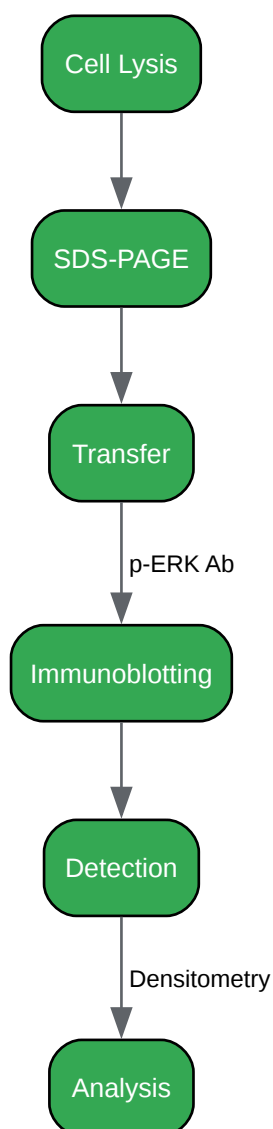 Cell Lysis
SDS-PAGE
Transfer
p-ERK Ab
Immunoblotting
Detection
Densitometry
Analysis